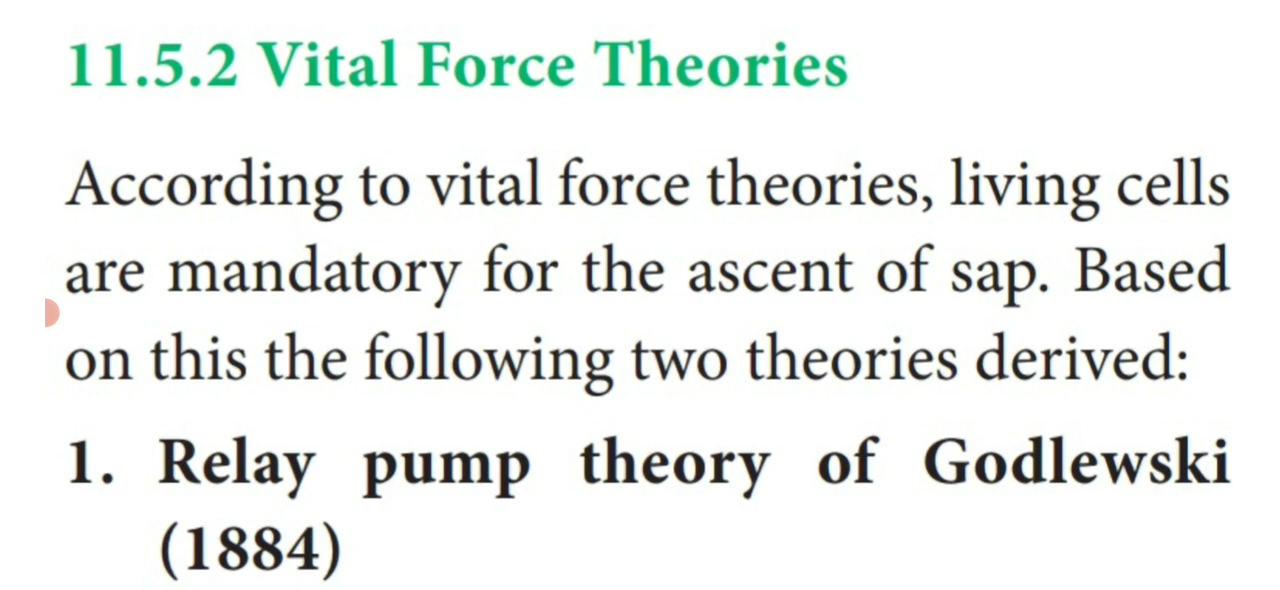 11.5.2 Vital Force Theories
According to vital force theories, living cells
are mandatory for the ascent of sap. Based
on this the following two theories derived:
1. Relay pump theory of Godlewski
(1884)